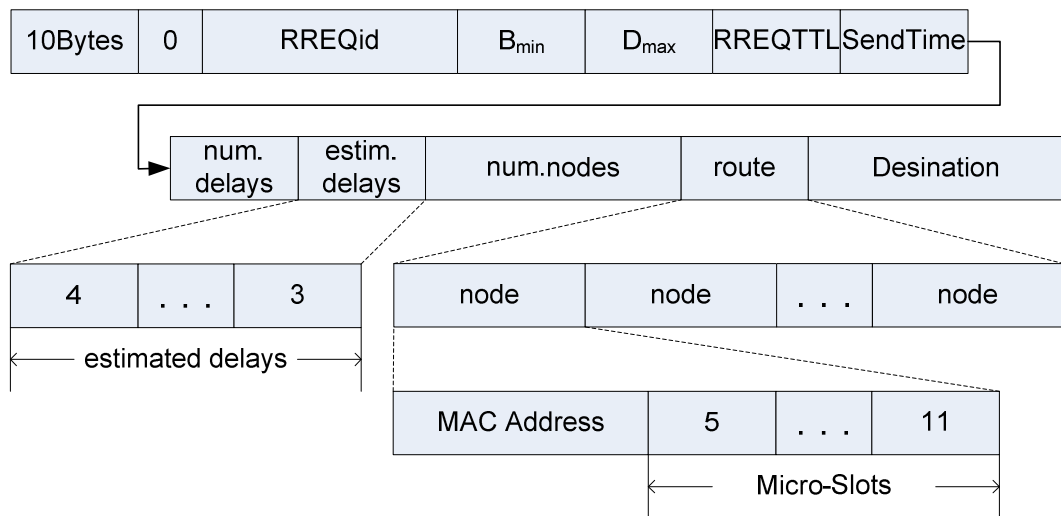 10Bytes 0 RREQid Bmin Dmax RREQTTL SendTime
num. delays estim. delays num.nodes route Desination
4 . . . 3 node node . . . node
estimated delays
MAC Address 5 . . . 11
Micro-Slots